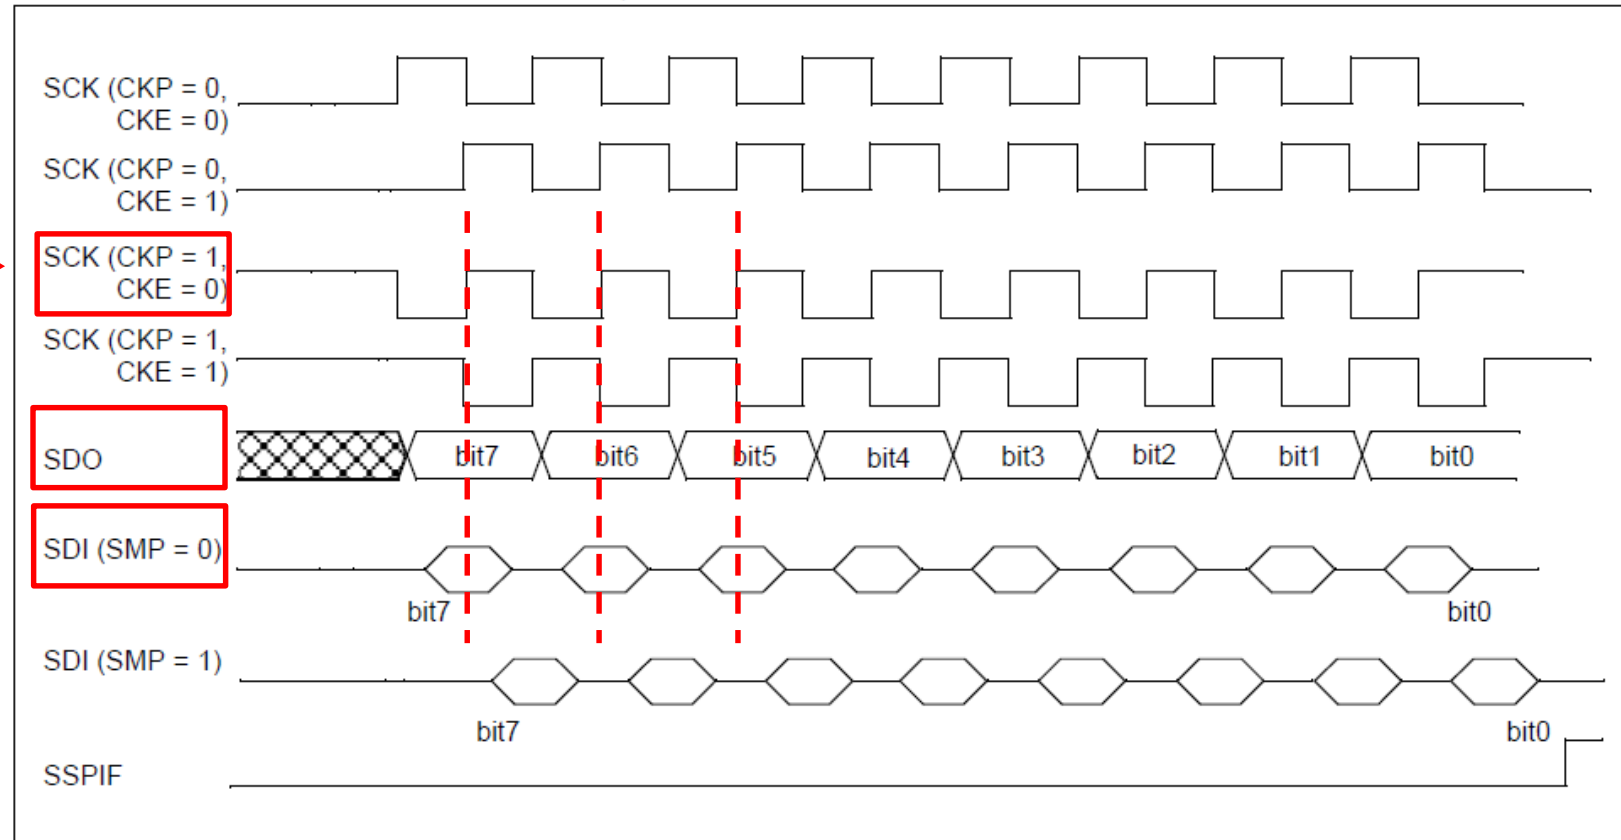 SCK (CKP = 0,
CKE = 0)
SCK (CKP = 0,
CKE = 1)
SCK (CKP = 1,
CKE = 0)
SCK (CKP = 1,
CKE = 1)
SDO
bit7 bit6 bit5 bit4 bit3 bit2 bit1 bit0
SDI (SMP = 0)
bit7 bit0
SDI (SMP = 1)
bit7 bit0
SSPIF